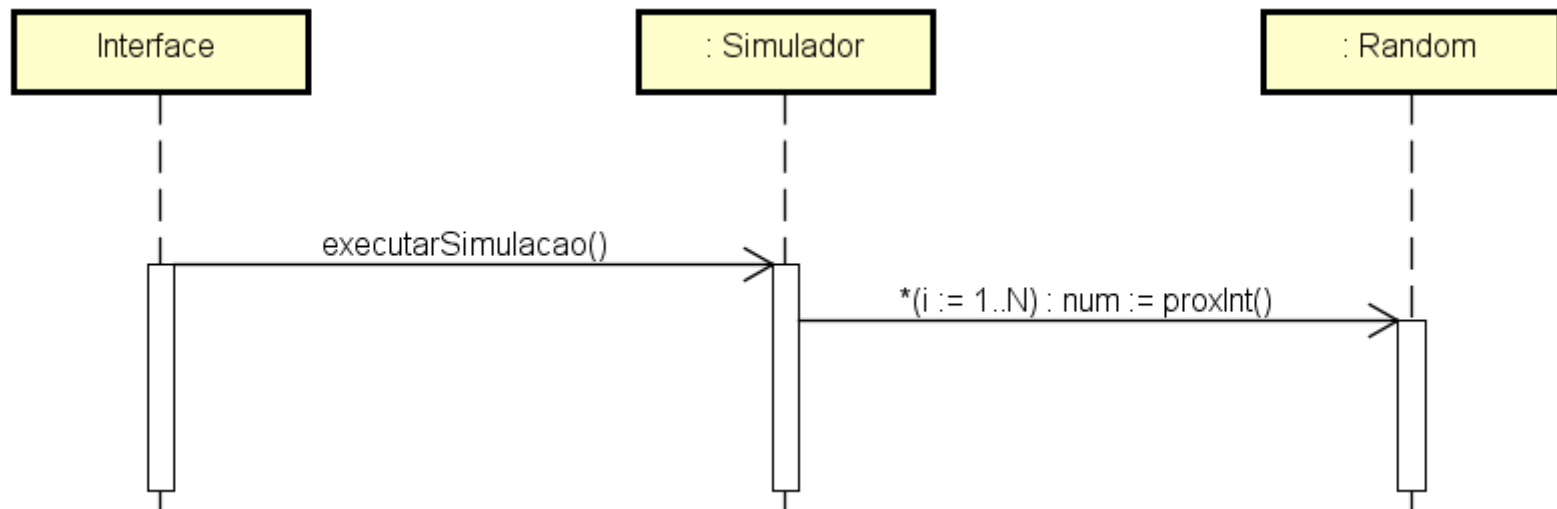 Interface
: Simulador
: Random
executarSimulacao()
*(i := 1..N) : num := proxInt()